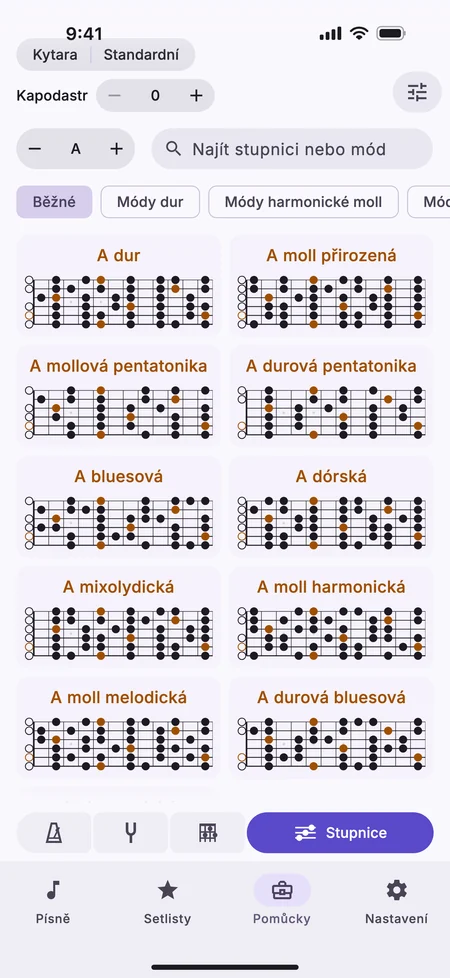 9:41
Kytara Standardní
Kapodastr 0
A
Najít stupnici nebo mód
Běžné Módy dur Módy harmonické moll
A dur A moll přirozená
A mollová pentatonika A durová pentatonika
A bluesová A dórská
A mixolydická A moll harmonická
A moll melodická A durová bluesová
Stupnice
Písně Setlisty Pomůcky Nastavení